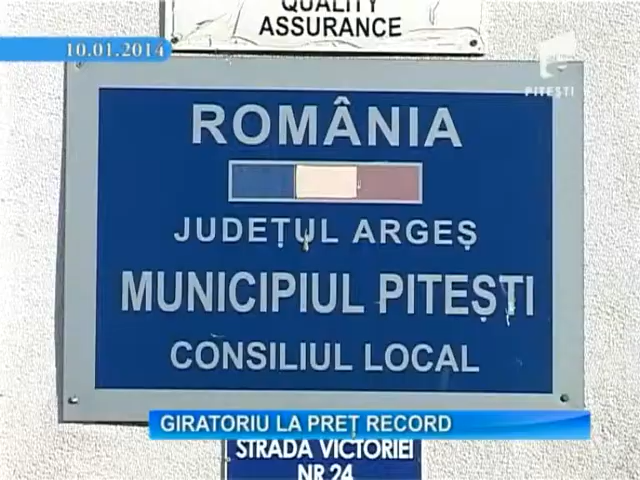 QUALITY
ASSURANCE
10.01.2014
PITEȘTI
ROMÂNIA
JUDEȚUL ARGEȘ
MUNICIPIUL PITEȘTI
CONSILIUL LOCAL
GIRATORIU LA PREȚ RECORD
STRADA VICTORIEI
NR.24